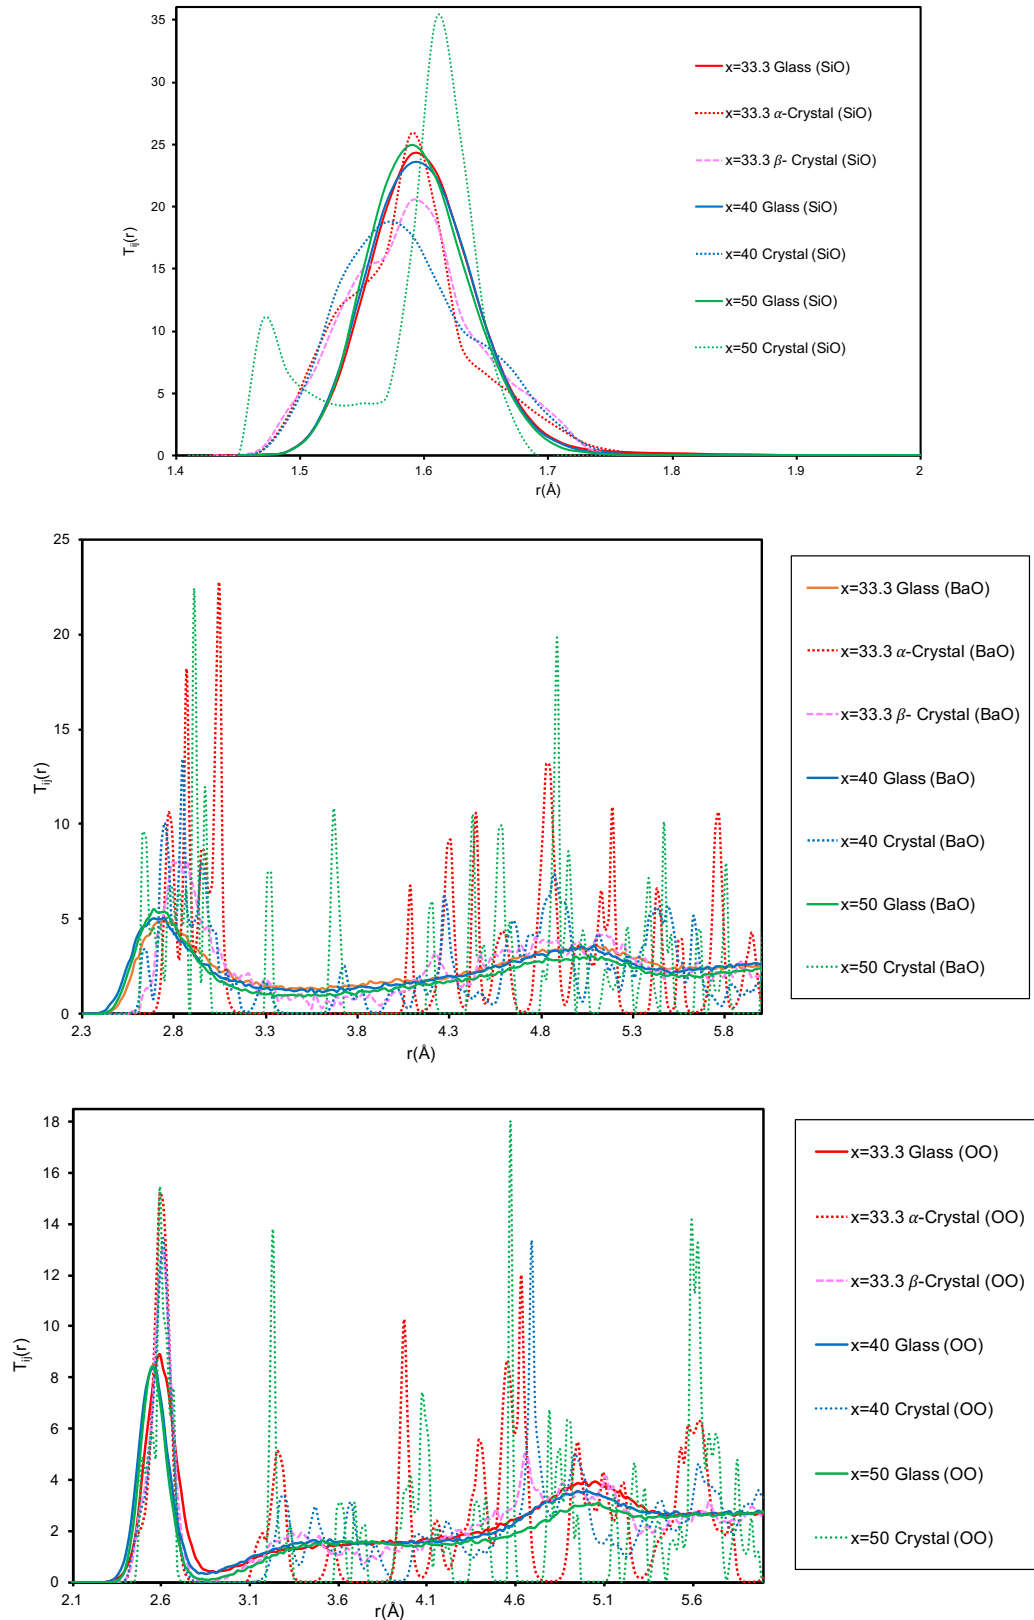 35
30
25
20
15
10
5
0
T_ij(r)
1.4 1.5 1.6 1.7 1.8 1.9 2
r(Å)
x=33.3 Glass (SiO)
x=33.3 α-Crystal (SiO)
x=33.3 β- Crystal (SiO)
x=40 Glass (SiO)
x=40 Crystal (SiO)
x=50 Glass (SiO)
x=50 Crystal (SiO)
25
20
15
10
5
0
T_ij(r)
2.3 2.8 3.3 3.8 4.3 4.8 5.3 5.8
r(Å)
x=33.3 Glass (BaO)
x=33.3 α-Crystal (BaO)
x=33.3 β- Crystal (BaO)
x=40 Glass (BaO)
x=40 Crystal (BaO)
x=50 Glass (BaO)
x=50 Crystal (BaO)
18
16
14
12
10
8
6
4
2
0
T_ij(r)
2.1 2.6 3.1 3.6 4.1 4.6 5.1 5.6
r(Å)
x=33.3 Glass (OO)
x=33.3 α-Crystal (OO)
x=33.3 β-Crystal (OO)
x=40 Glass (OO)
x=40 Crystal (OO)
x=50 Glass (OO)
x=50 Crystal (OO)